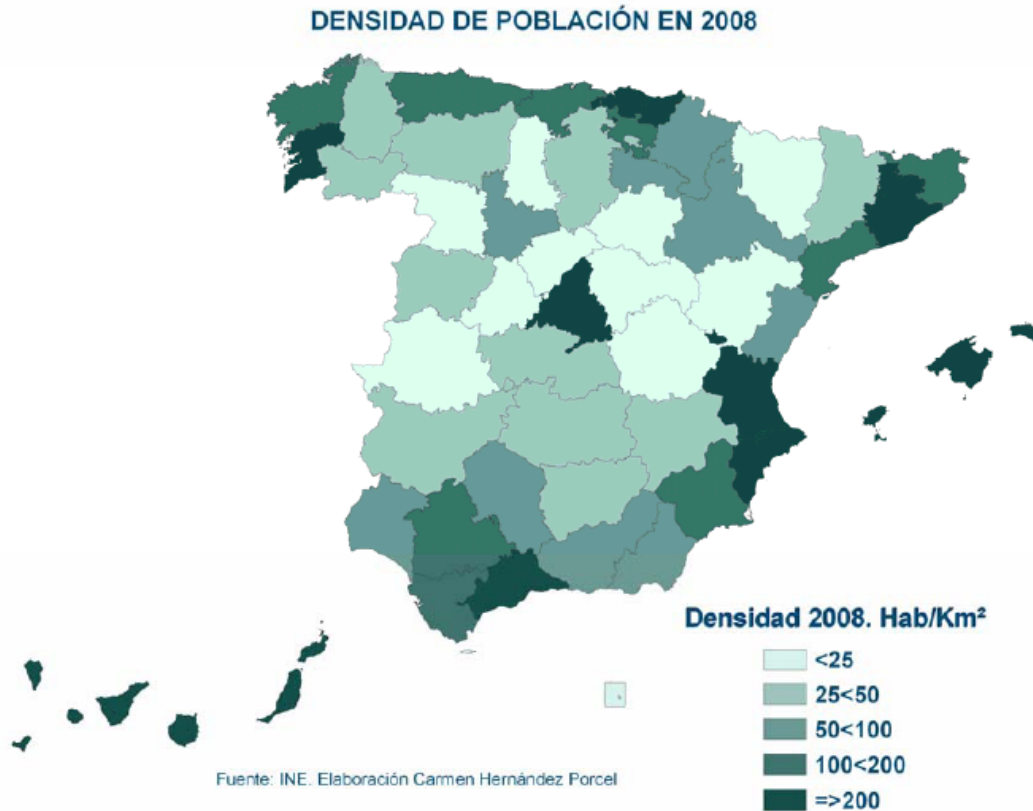 DENSIDAD DE POBLACIÓN EN 2008
Densidad 2008. Hab/Km²
<25
25<50
50<100
100<200
=>200
Fuente: INE. Elaboración Carmen Hernández Porcel